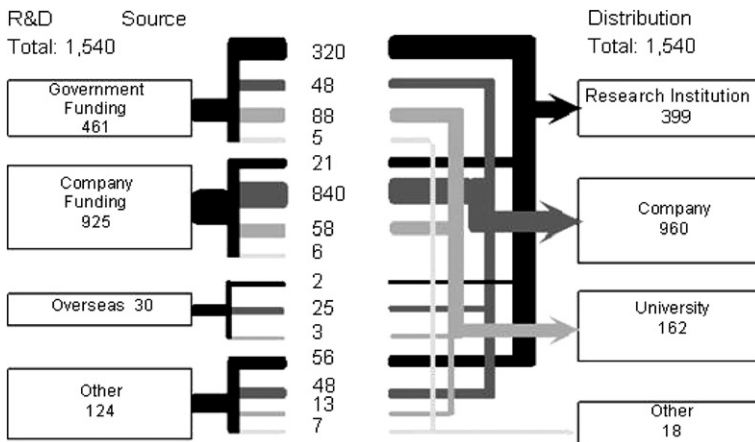 R&D Source
Total: 1,540
Government
Funding
461
Company
Funding
925
Overseas 30
Other
124
320
48
88
5
21
840
58
6
2
25
3
56
48
13
7
Distribution
Total: 1,540
Research Institution
399
Company
960
University
162
Other
18